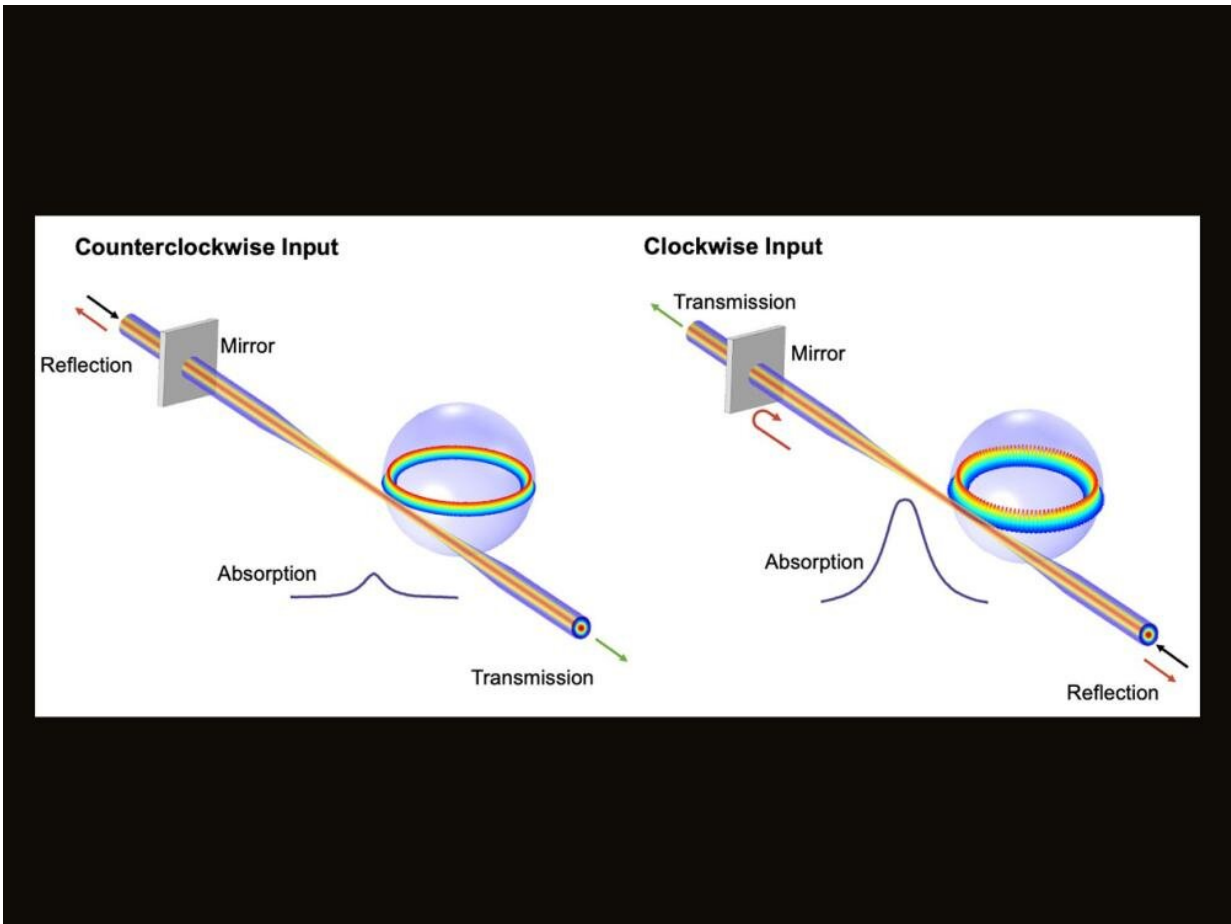 Counterclockwise Input
Reflection
Mirror
Absorption
Transmission
Clockwise Input
Transmission
Mirror
Absorption
Reflection